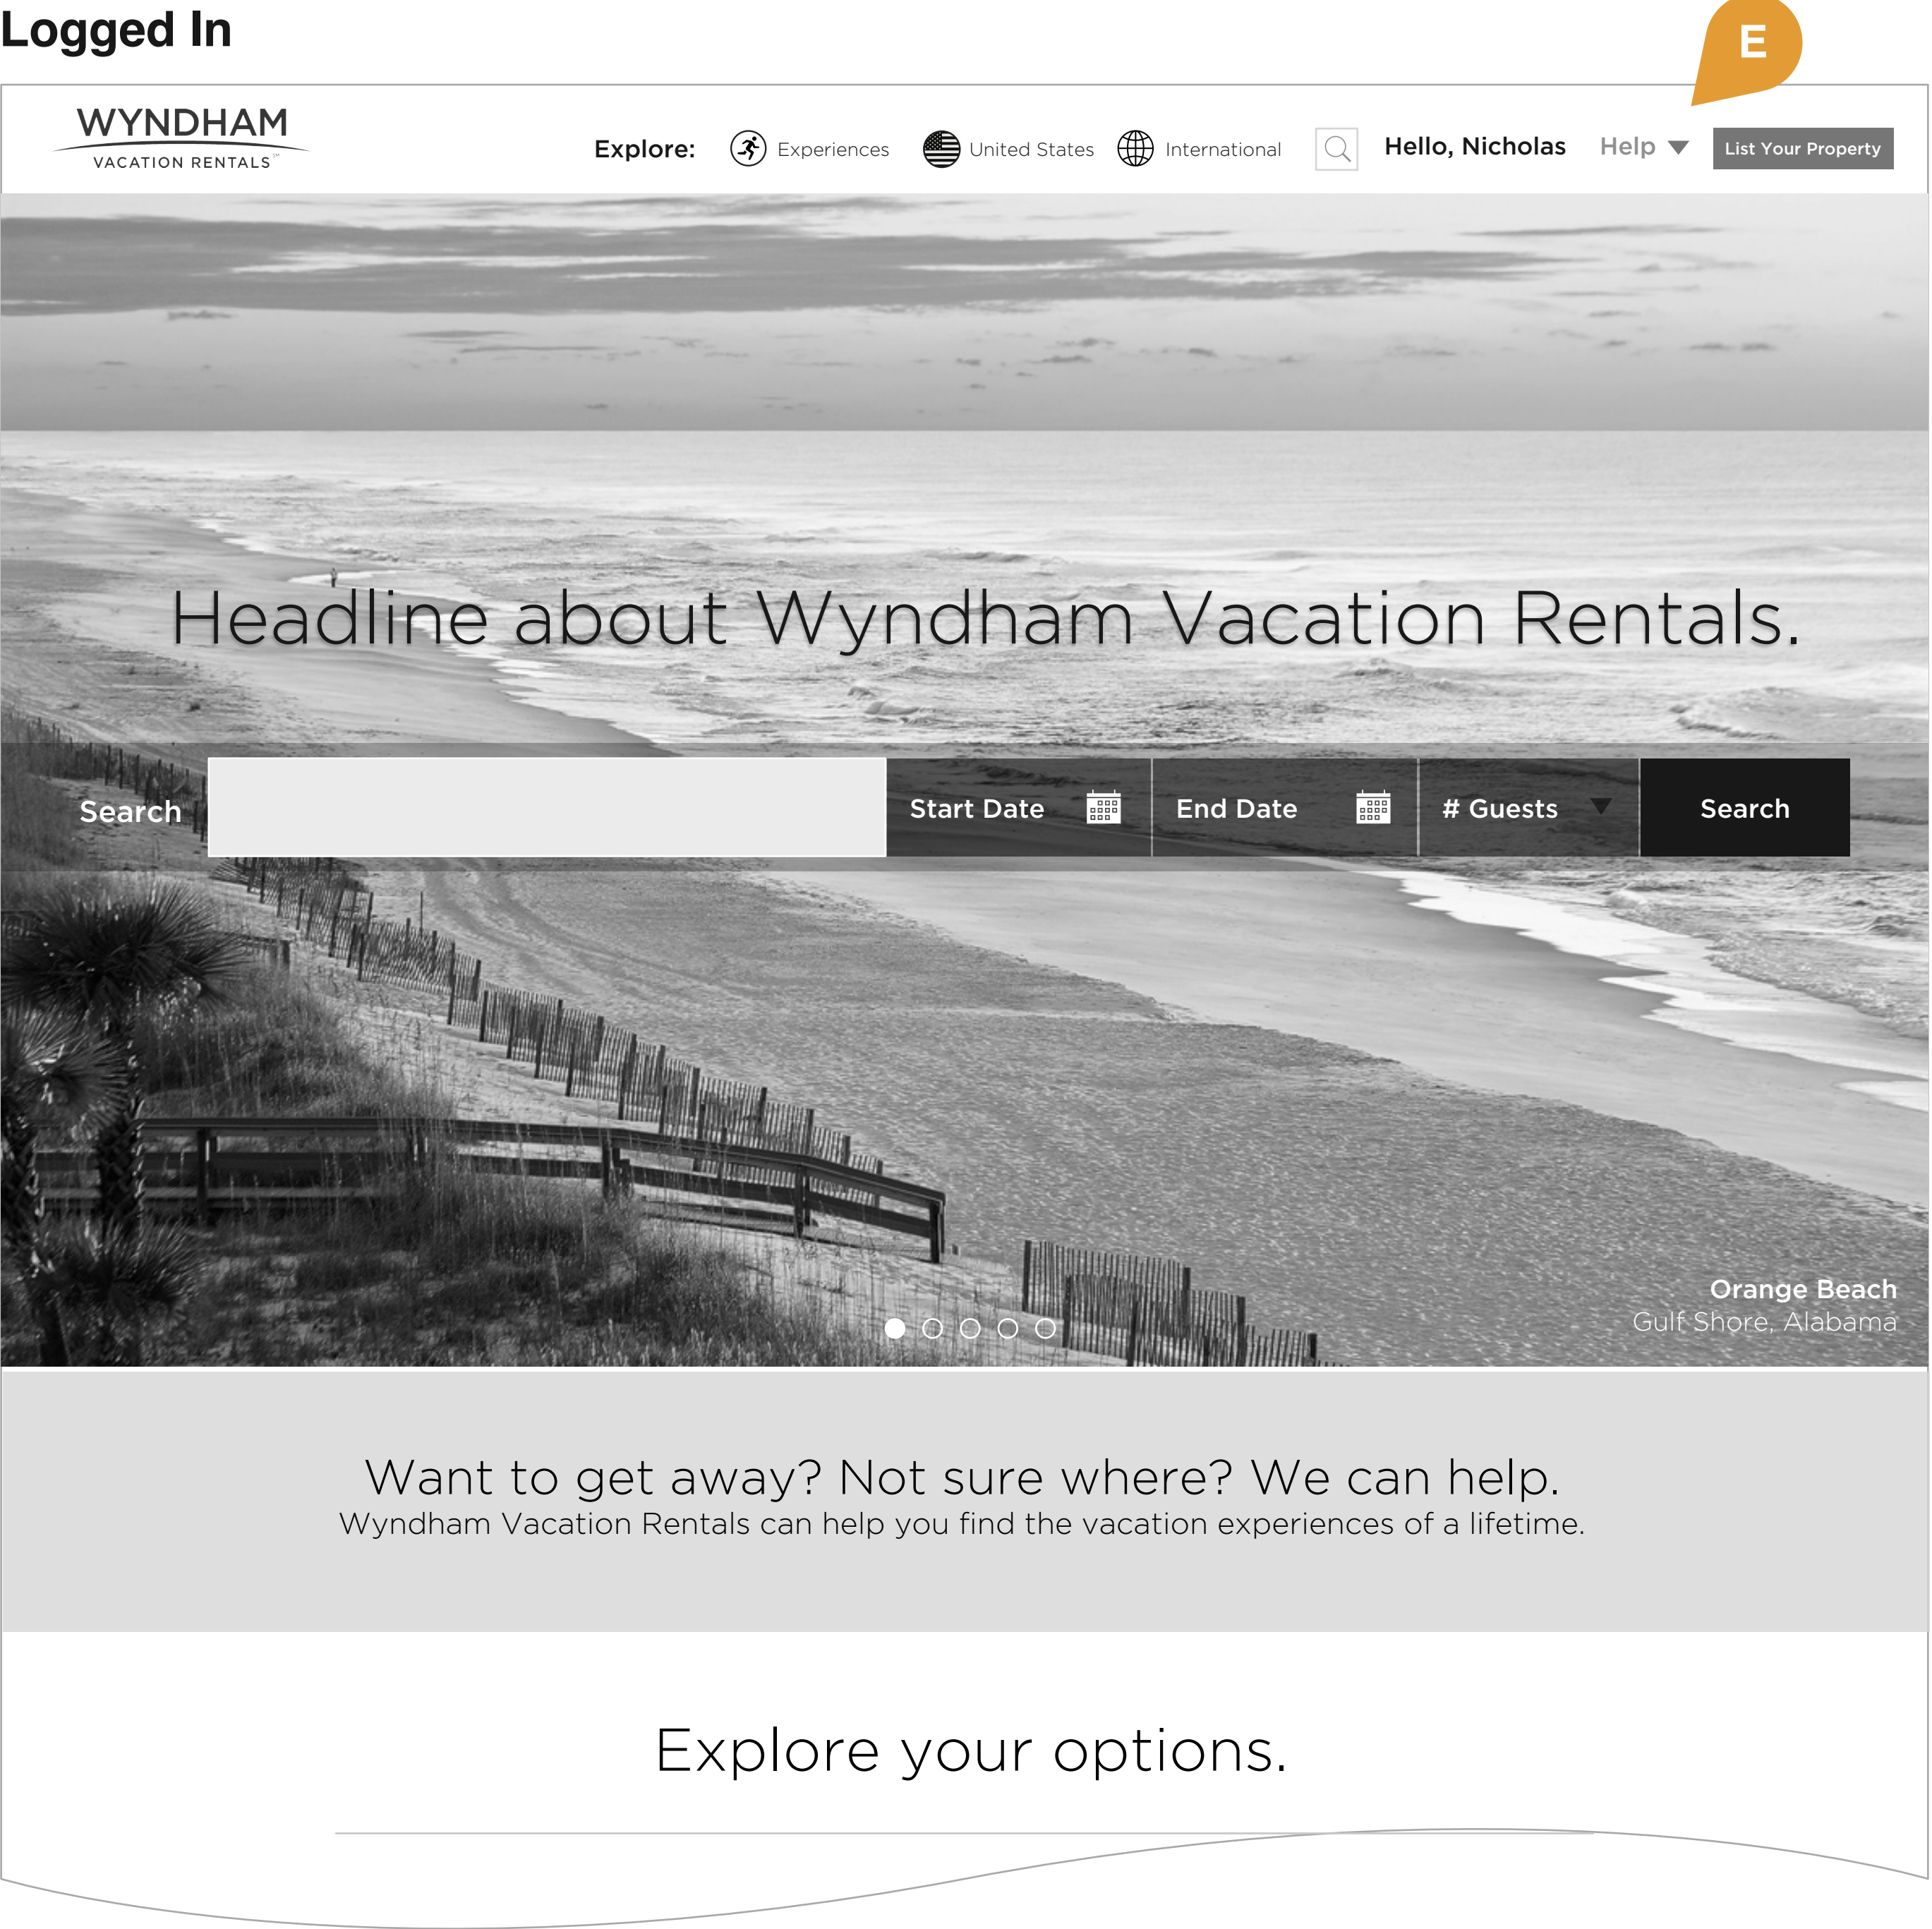 Logged In
E
WYNDHAM
VACATION RENTALS℠
Explore: Experiences United States International Hello, Nicholas Help List Your Property
Headline about Wyndham Vacation Rentals.
Search Start Date End Date # Guests Search
Orange Beach
Gulf Shore, Alabama
Want to get away? Not sure where? We can help.
Wyndham Vacation Rentals can help you find the vacation experiences of a lifetime.
Explore your options.